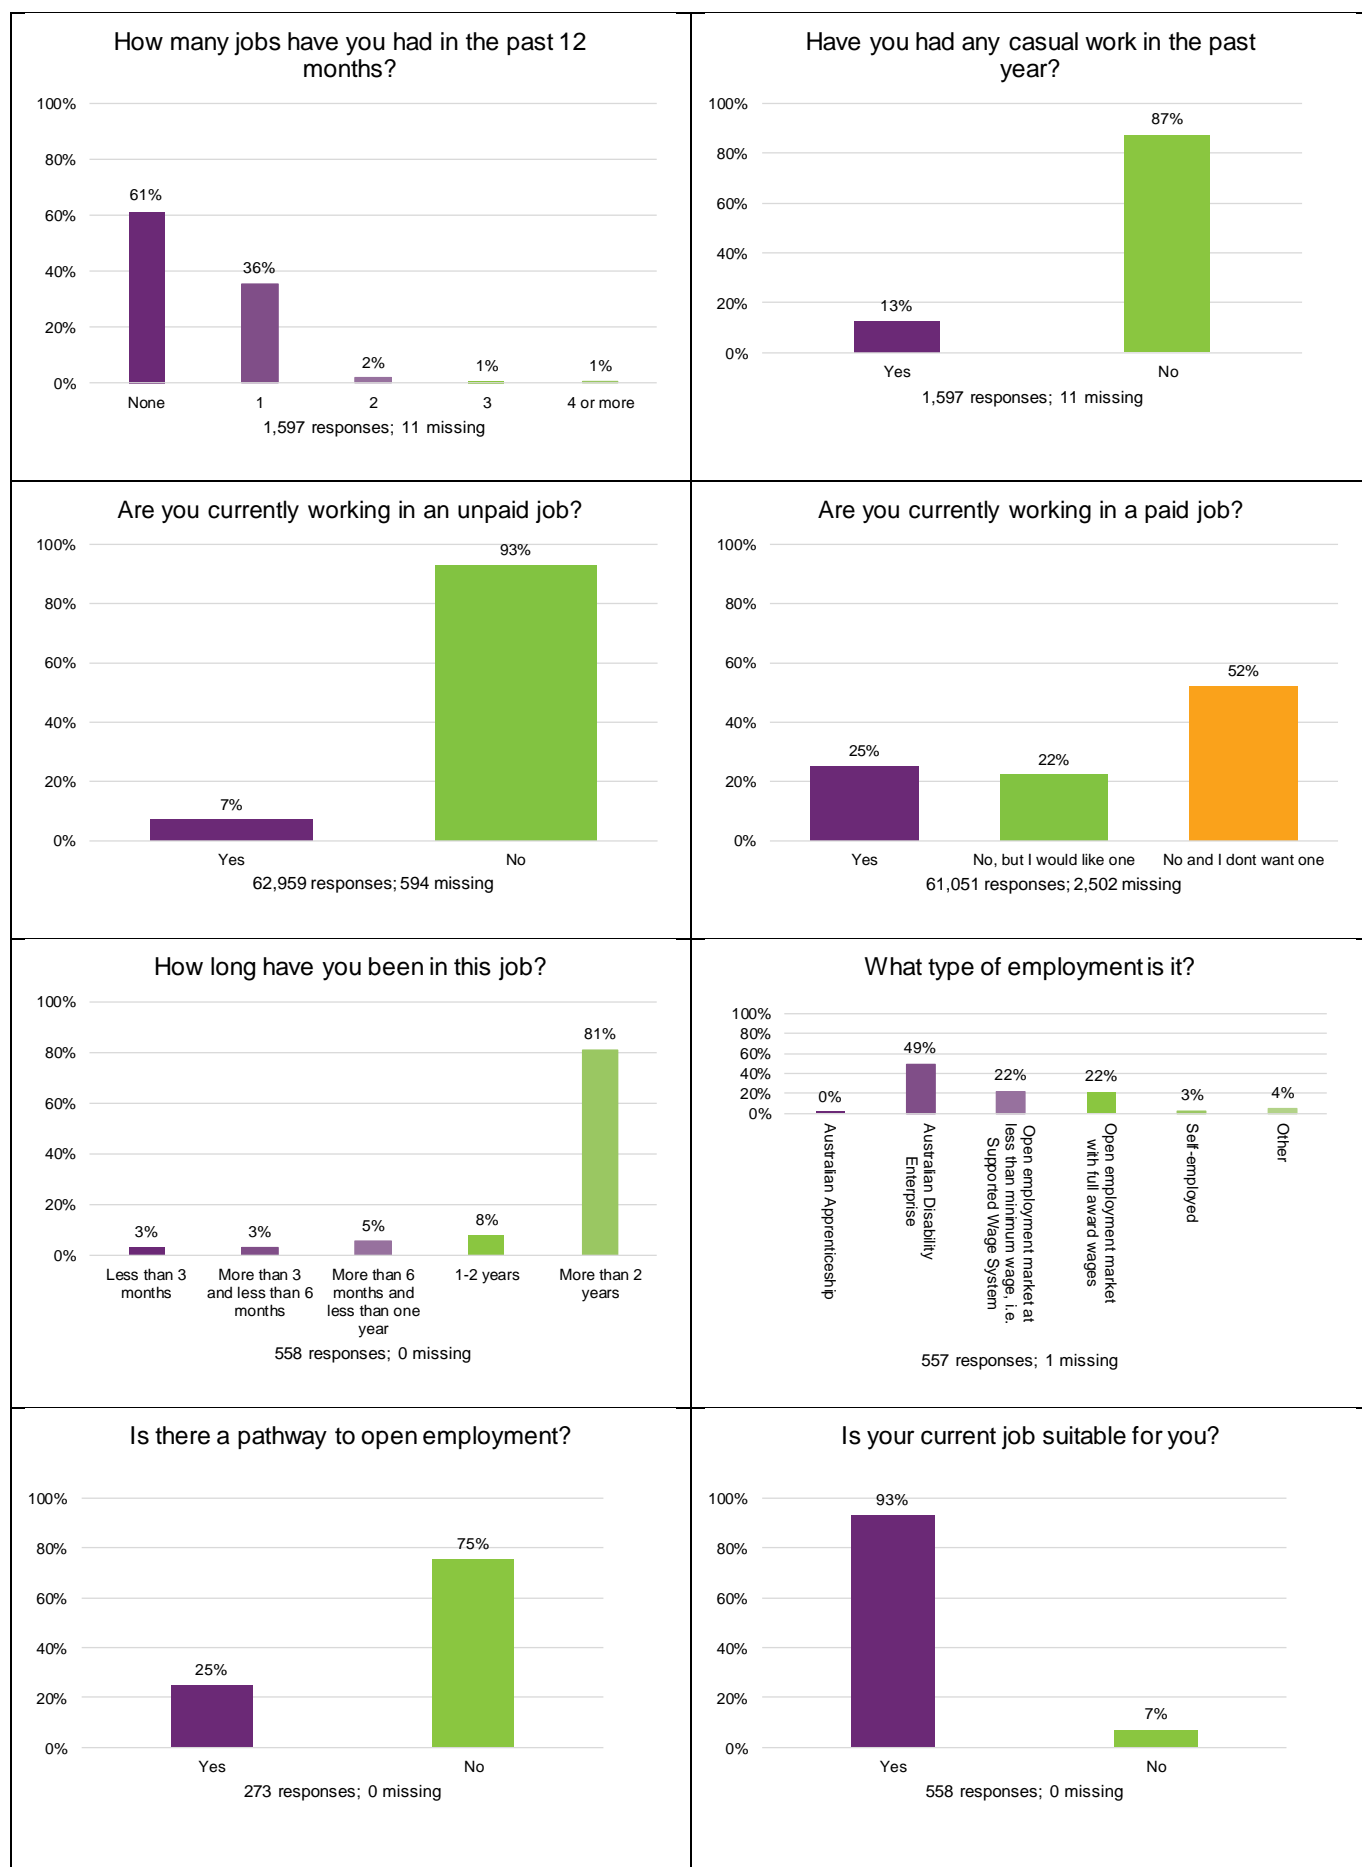 How many jobs have you had in the past 12
months?
100%
80%
60%
40%
20%
0%
61%
36%
2%
1%
1%
None
1
2
3
4 or more
1,597 responses; 11 missing
Have you had any casual work in the past
year?
100%
80%
60%
40%
20%
0%
13%
87%
Yes
No
1,597 responses; 11 missing
Are you currently working in an unpaid job?
100%
80%
60%
40%
20%
0%
7%
93%
Yes
No
62,959 responses; 594 missing
Are you currently working in a paid job?
100%
80%
60%
40%
20%
0%
25%
22%
52%
Yes
No, but I would like one
No and I dont want one
61,051 responses; 2,502 missing
How long have you been in this job?
100%
80%
60%
40%
20%
0%
3%
3%
5%
8%
81%
Less than 3
months
More than 3
and less than 6
months
More than 6
months and
less than one
year
1-2 years
More than 2
years
558 responses; 0 missing
What type of employment is it?
100%
80%
60%
40%
20%
0%
0%
49%
22%
22%
3%
4%
Australian Apprenticeship
Australian Disability
Enterprise
Open employment market at
less than minimum wage, i.e.
Supported Wage System
Open employment market
with full award wages
Self-employed
Other
557 responses; 1 missing
Is there a pathway to open employment?
100%
80%
60%
40%
20%
0%
25%
75%
Yes
No
273 responses; 0 missing
Is your current job suitable for you?
100%
80%
60%
40%
20%
0%
93%
7%
Yes
No
558 responses; 0 missing